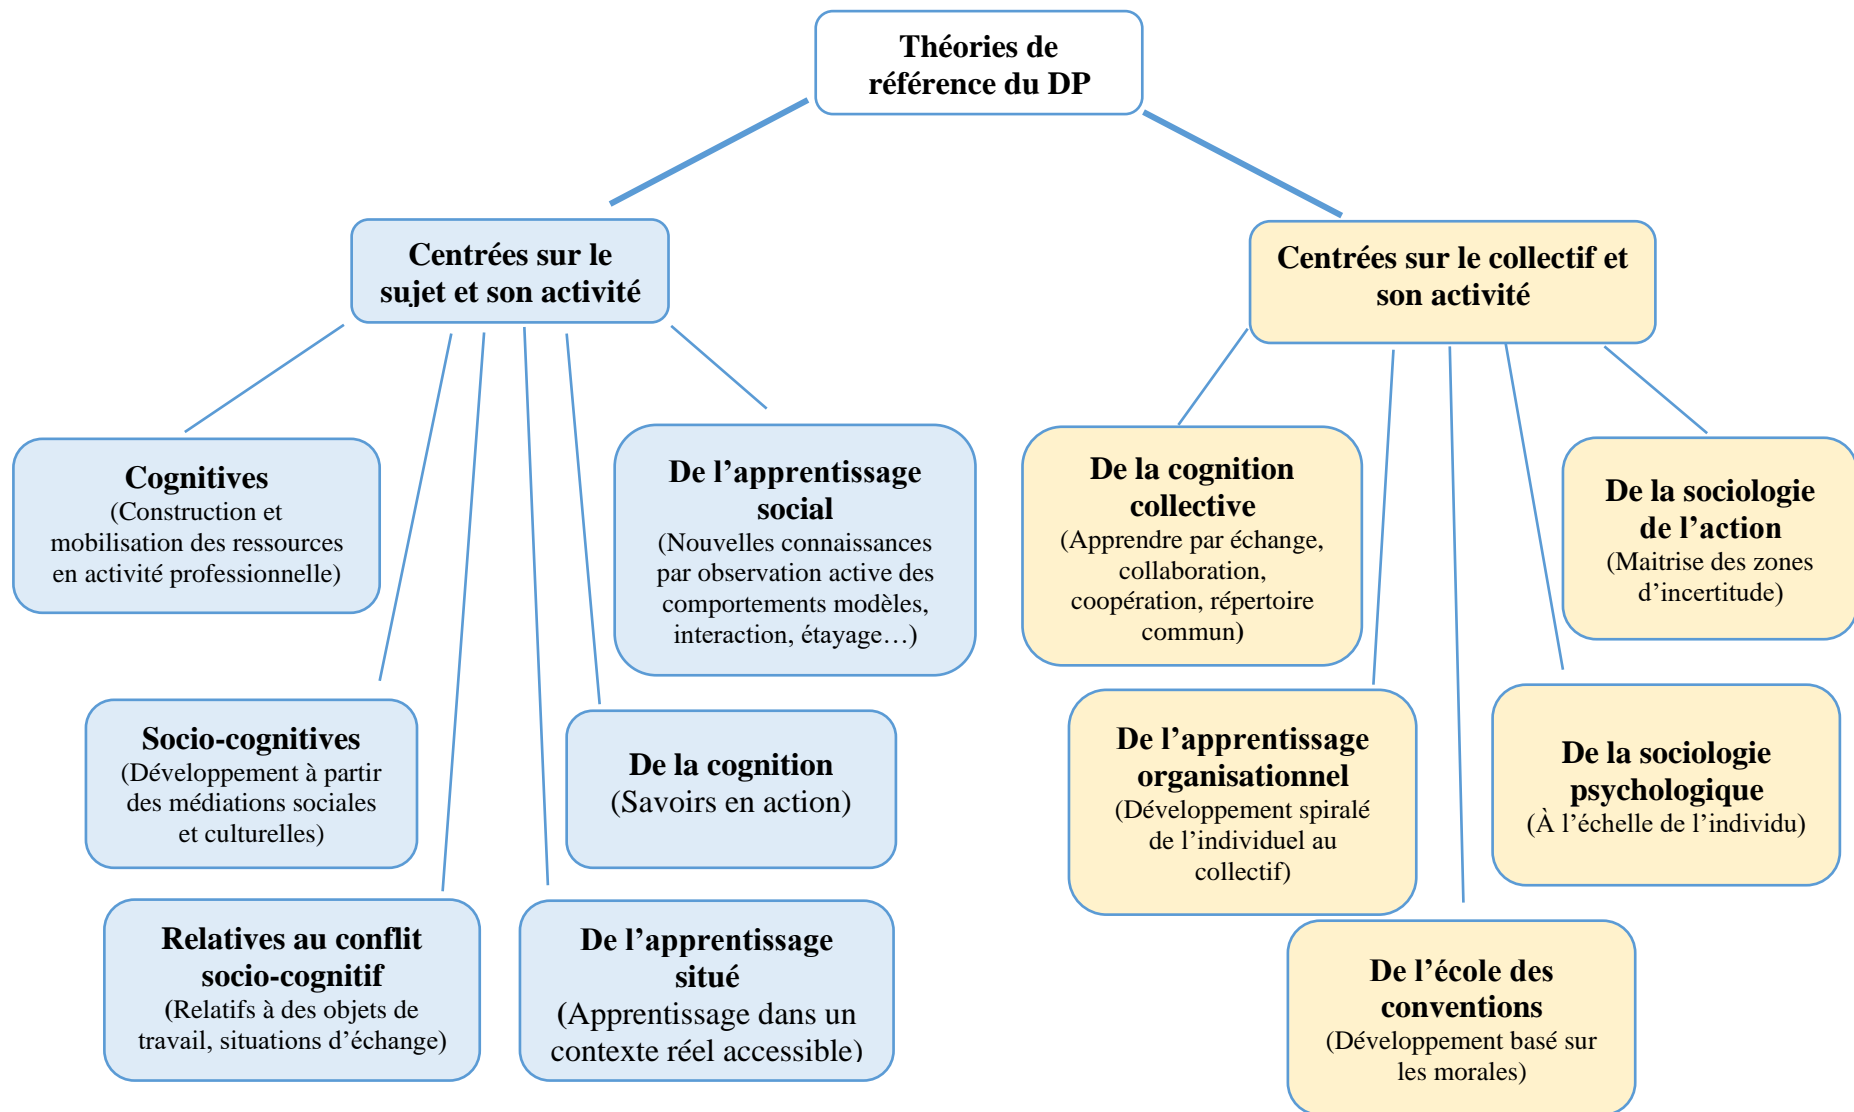 Théories de
référence du DP
Centrées sur le
sujet et son activité
Centrées sur le collectif et
son activité
Cognitives
(Construction et
mobilisation des ressources
en activité professionnelle)
De l’apprentissage
social
(Nouvelles connaissances
par observation active des
comportements modèles,
interaction, étayage…)
Socio-cognitives
(Développement à partir
des médiations sociales
et culturelles)
De la cognition
(Savoirs en action)
Relatives au conflit
socio-cognitif
(Relatifs à des objets de
travail, situations d’échange)
De l’apprentissage
situé
(Apprentissage dans un
contexte réel accessible)
De la cognition
collective
(Apprendre par échange,
collaboration,
coopération, répertoire
commun)
De la sociologie
de l’action
(Maitrise des zones
d’incertitude)
De l’apprentissage
organisationnel
(Développement spiralé
de l’individuel au
collectif)
De la sociologie
psychologique
(À l’échelle de l’individu)
De l’école des
conventions
(Développement basé sur
les morales)